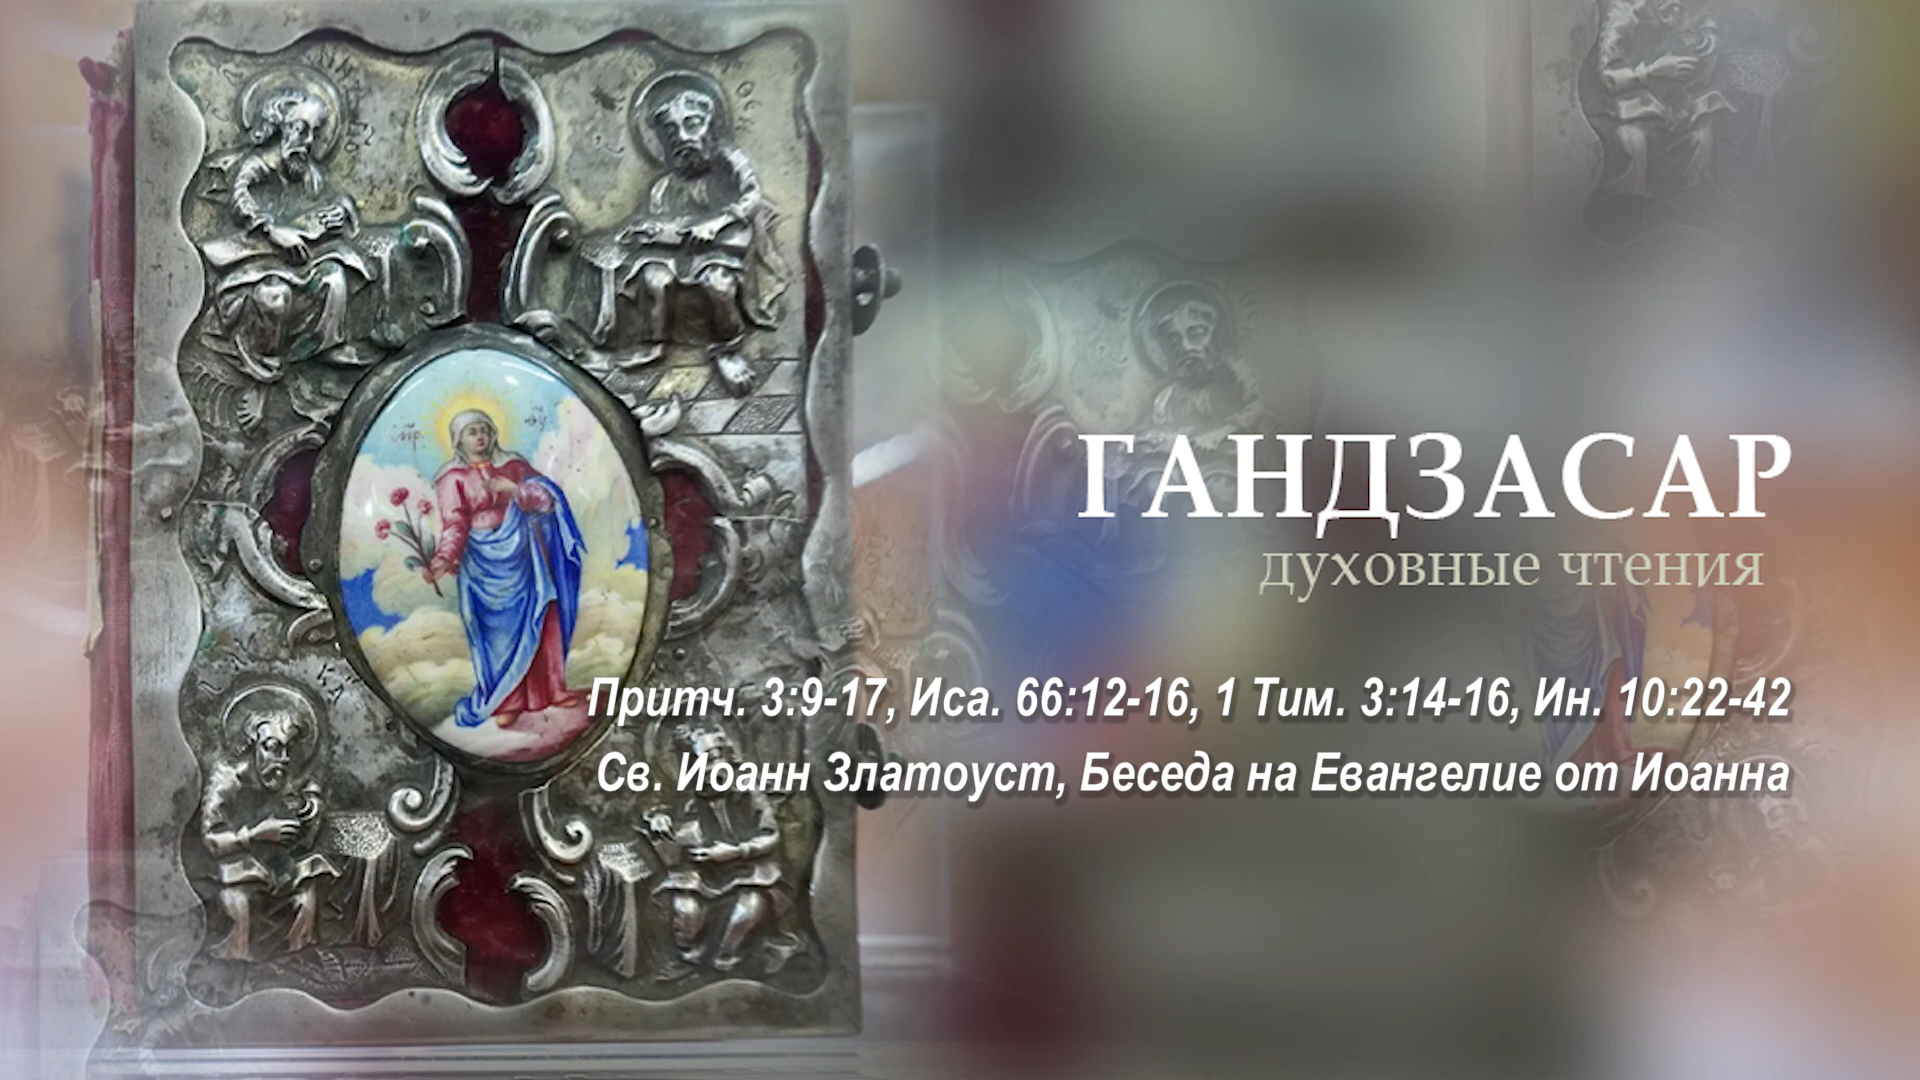 ГАНДЗАСАР
духовные чтения
Притч. 3:9-17, Иса. 66:12-16, 1 Тим. 3:14-16, Ин. 10:22-42
Св. Иоанн Златоуст, Беседа на Евангелие от Иоанна